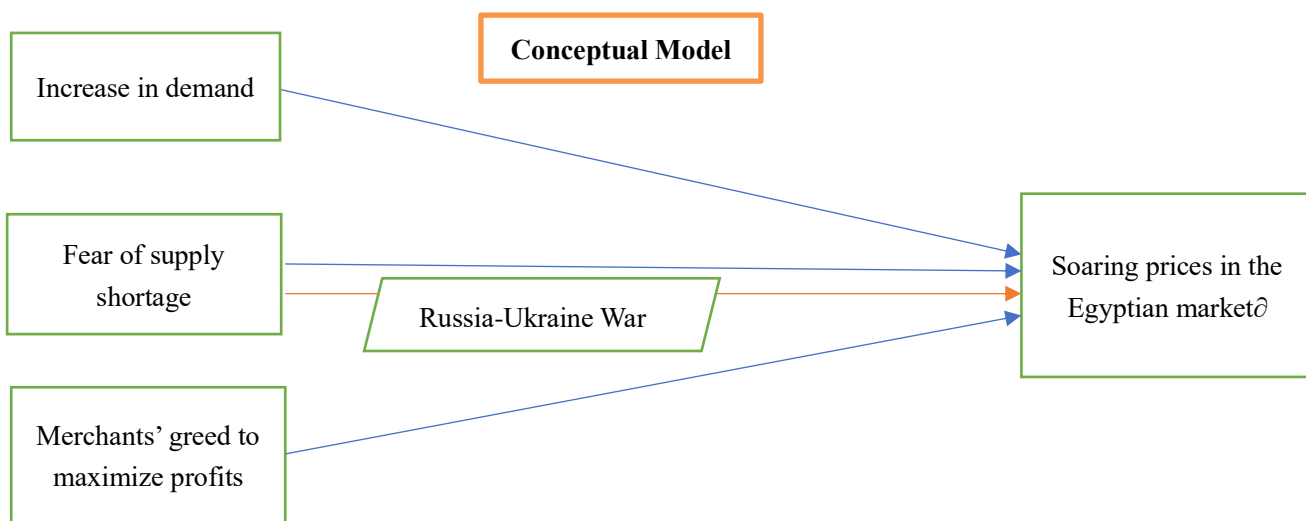 Conceptual Model
Increase in demand
Fear of supply
shortage
Russia-Ukraine War
Soaring prices in the
Egyptian market∂
Merchants’ greed to
maximize profits